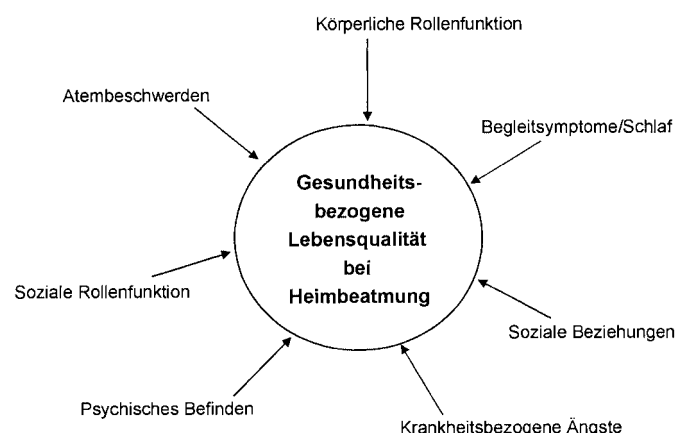 Körperliche Rollenfunktion
Atembeschwerden
Begleitsymptome/Schlaf
Gesundheits-
bezogene
Lebensqualität
bei
Heimbeatmung
Soziale Rollenfunktion
Soziale Beziehungen
Psychisches Befinden
Krankheitsbezogene Ängste